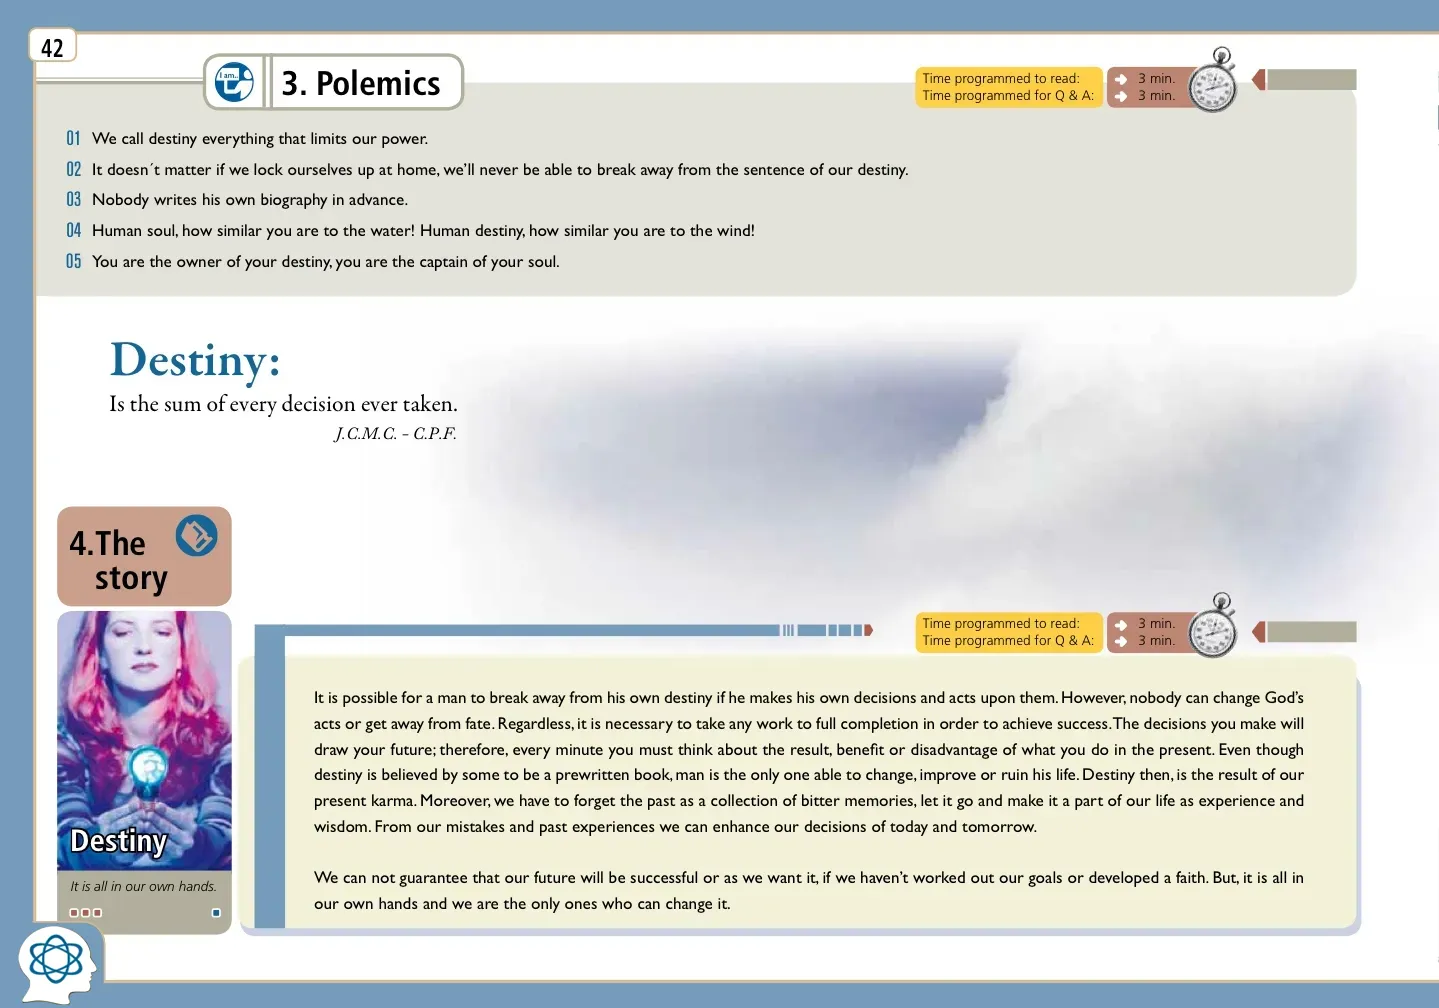 42
I am..
3. Polemics
Time programmed to read: 3 min.
Time programmed for Q & A: 3 min.
01 We call destiny everything that limits our power.
02 It doesn´t matter if we lock ourselves up at home, we’ll never be able to break away from the sentence of our destiny.
03 Nobody writes his own biography in advance.
04 Human soul, how similar you are to the water! Human destiny, how similar you are to the wind!
05 You are the owner of your destiny, you are the captain of your soul.
Destiny:
Is the sum of every decision ever taken.
J.C.M.C. - C.P.F.
4.The
story
Destiny
It is all in our own hands.
Time programmed to read: 3 min.
Time programmed for Q & A: 3 min.
It is possible for a man to break away from his own destiny if he makes his own decisions and acts upon them. However, nobody can change God’s
acts or get away from fate. Regardless, it is necessary to take any work to full completion in order to achieve success. The decisions you make will
draw your future; therefore, every minute you must think about the result, benefit or disadvantage of what you do in the present. Even though
destiny is believed by some to be a prewritten book, man is the only one able to change, improve or ruin his life. Destiny then, is the result of our
present karma. Moreover, we have to forget the past as a collection of bitter memories, let it go and make it a part of our life as experience and
wisdom. From our mistakes and past experiences we can enhance our decisions of today and tomorrow.
We can not guarantee that our future will be successful or as we want it, if we haven’t worked out our goals or developed a faith. But, it is all in
our own hands and we are the only ones who can change it.